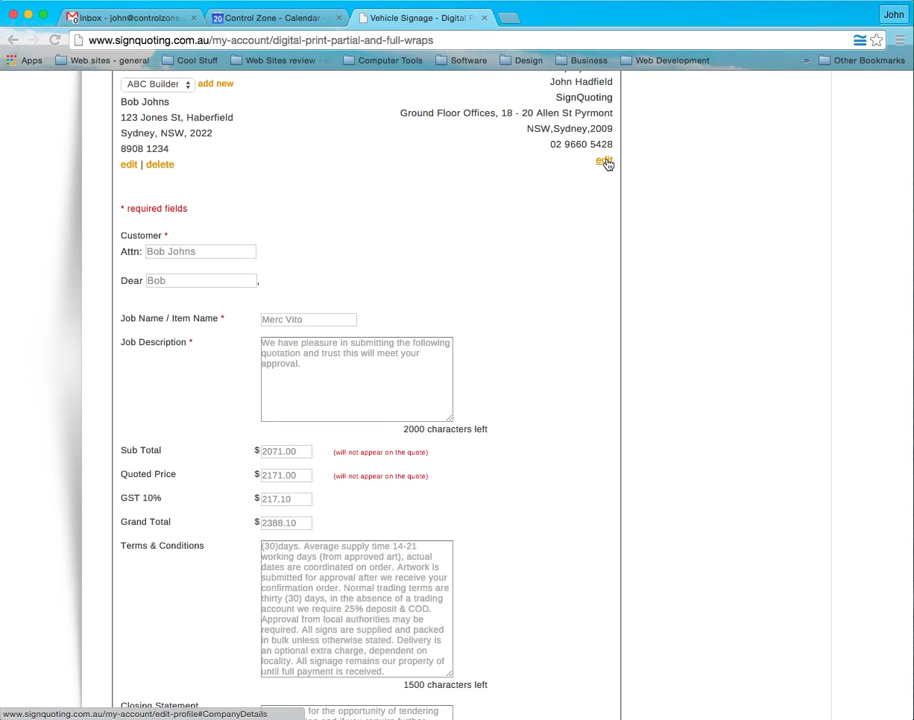 Inbox - john@controlzone.
20 Control Zone - Calendar -
Vehicle Signage - Digital P
John
www.signquoting.com.au/my-account/digital-print-partial-and-full-wraps
Apps
Web sites - general
Cool Stuff
Web Sites review -
Computer Tools
Software
Design
Business
Web Development
»
Other Bookmarks
ABC Builder
add new
Bob Johns
123 Jones St, Haberfield
Sydney, NSW, 2022
8908 1234
edit | delete
John Hadfield
SignQuoting
Ground Floor Offices, 18 - 20 Allen St Pyrmont
NSW,Sydney,2009
02 9660 5428
edit
* required fields
Customer *
Attn: Bob Johns
Dear Bob ,
Job Name / Item Name * Merc Vito
Job Description * We have pleasure in submitting the following
quotation and trust this will meet your
approval.
2000 characters left
Sub Total $ 2071.00 (will not appear on the quote)
Quoted Price $ 2171.00 (will not appear on the quote)
GST 10% $ 217.10
Grand Total $ 2388.10
Terms & Conditions (30)days. Average supply time 14-21
working days (from approved art), actual
dates are coordinated on order. Artwork is
submitted for approval after we receive your
confirmation order. Normal trading terms are
thirty (30) days, in the absence of a trading
account we require 25% deposit & COD.
Approval from local authorities may be
required. All signs are supplied and packed
in bulk unless otherwise stated. Delivery is
an optional extra charge, dependent on
locality. All signage remains our property of
until full payment is received.
1500 characters left
Closing Statement
for the opportunity of tendering
www.signquoting.com.au/my-account/edit-profile#CompanyDetails